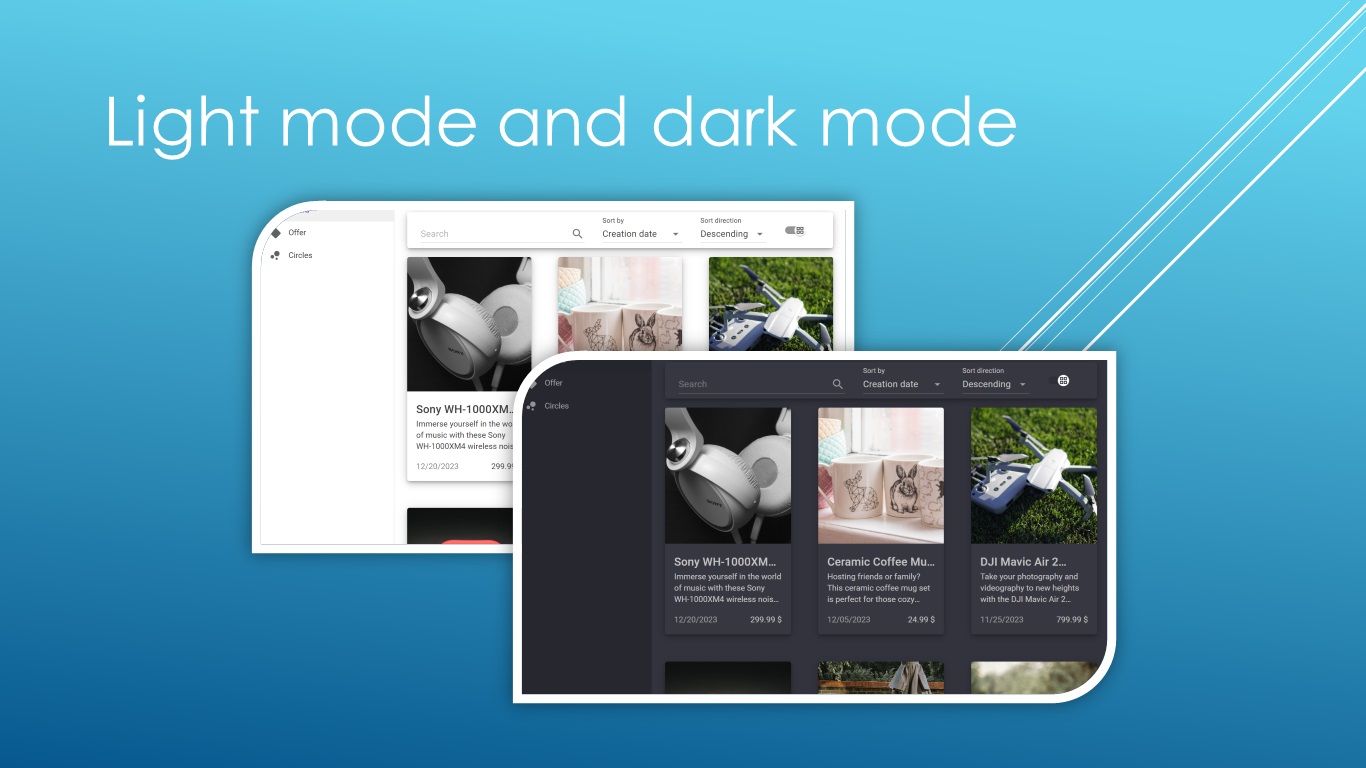 Light mode and dark mode
Offer
Circles
Search
Sort by
Creation date
Sort direction
Descending
Sony WH-1000XM...
Immerse yourself in the wo
of music with these Sony
WH-1000XM4 wireless nois
12/20/2023
299.9
Offer
Circles
Search
Sort by
Creation date
Sort direction
Descending
SONY
Sony WH-1000XM...
Immerse yourself in the world
of music with these Sony
WH-1000XM4 wireless nois...
12/20/2023
299.99 $
Ceramic Coffee Mu...
Hosting friends or family?
This ceramic coffee mug set
is perfect for those cozy...
12/05/2023
24.99 $
DJI Mavic Air 2...
Take your photography and
videography to new heights
with the DJI Mavic Air 2...
11/25/2023
799.99 $